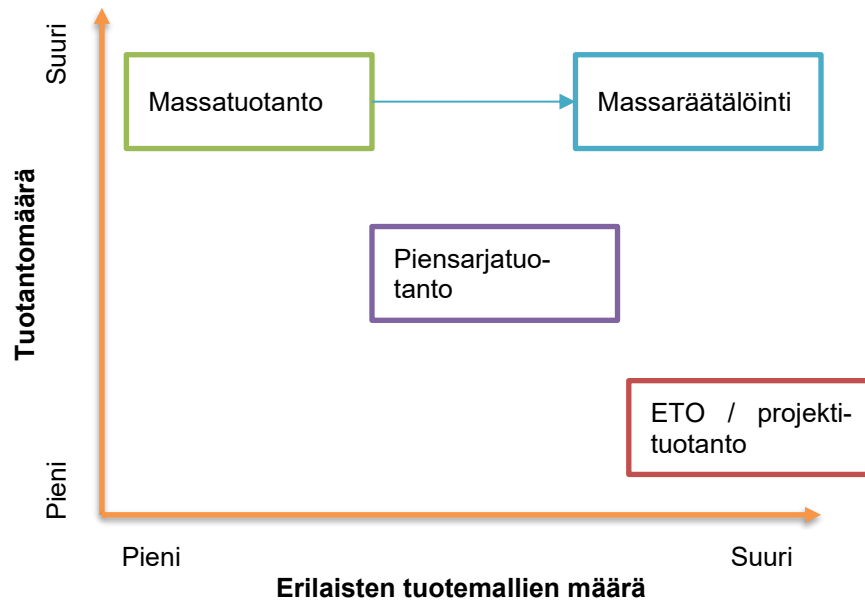 Suuri
Massatuotanto
Massaräätälöinti
Tuotantomäärä
Piensarjatuo-
tanto
ETO / projekti-
tuotanto
Pieni
Pieni
Suuri
Erilaisten tuotemallien määrä